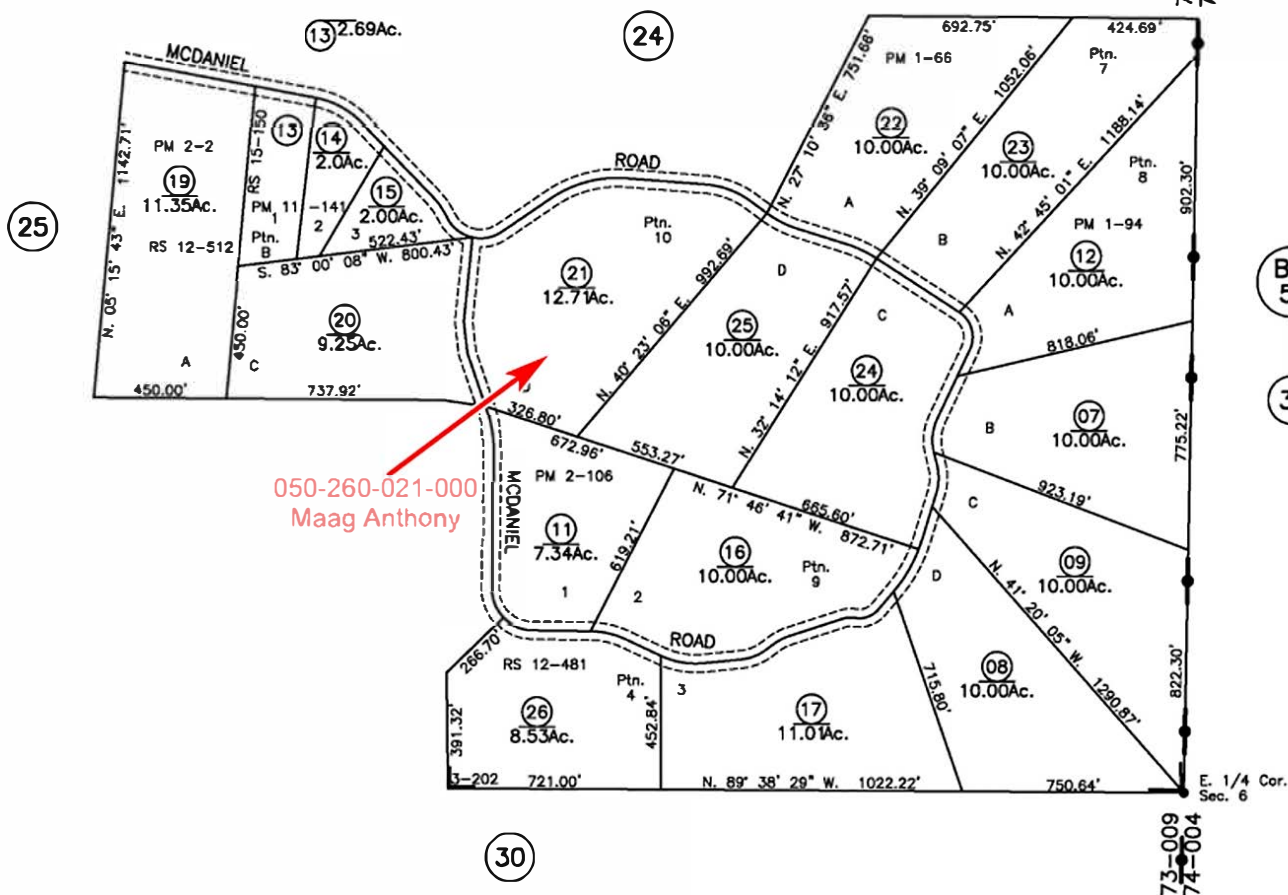 13 2.69Ac.
24
MCDANIEL
692.75'
424.69'
PM 1-66
Ptn.
7
N. 27° 10' 36" E. 751.66'
N. 39° 09' 07" E. 1052.06'
22
10.00Ac.
A
23
10.00Ac.
B
N. 42° 45' 01" E. 1188.14'
Ptn.
8
902.30'
PM 1-94
12
10.00Ac.
A
25
N. 05° 15' 43" E. 1142.71'
PM 2-2
19
11.35Ac.
RS 12-512
A
450.00'
RS 15-150
13
PM 11 -141
1
Ptn.
B
14
2.0Ac.
2
15
2.00Ac.
3
522.43'
S. 83° 00' 08" W. 800.43'
450.00'
20
9.25Ac.
C
737.92'
ROAD
Ptn.
10
21
12.71Ac.
N. 40° 23' 06" E. 992.69'
D
25
10.00Ac.
N. 32° 14' 12" E. 917.57'
C
24
10.00Ac.
818.06'
B
07
10.00Ac.
775.22'
326.80'
672.96'
553.27'
N. 71° 46' 41" W.
665.60'
872.71'
923.19'
050-260-021-000
Maag Anthony
MCDANIEL
PM 2-106
11
7.34Ac.
1
619.21'
16
10.00Ac.
2
Ptn.
9
C
09
10.00Ac.
D
N. 41° 20' 05" W. 1290.87'
822.30'
ROAD
266.70'
RS 12-481
Ptn.
4
26
8.53Ac.
391.32'
452.84'
3
17
11.01Ac.
715.80'
08
10.00Ac.
3-202
721.00'
N. 89° 38' 29" W. 1022.22'
750.64'
E. 1/4 Cor.
Sec. 6
30
73-009
74-004